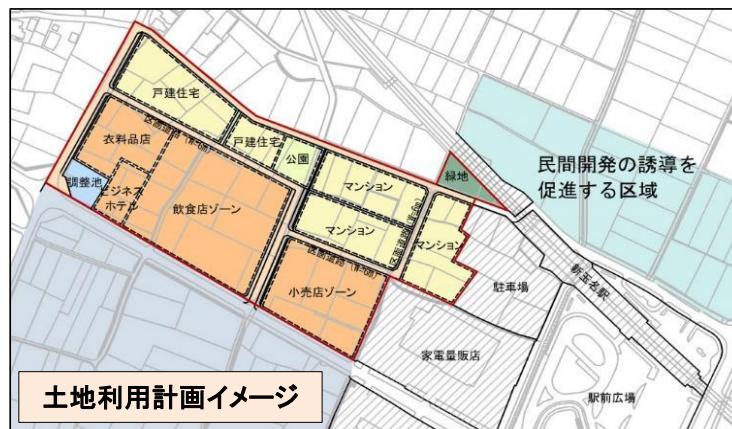 戸建住宅
衣料品店
戸建住宅
公園
緑地
民間開発の誘導を
促進する区域
調整池
ビジネス
ホテル
飲食店ゾーン
マンション
マンション
マンション
新玉名駅
小売店ゾーン
駐車場
家電量販店
駅前広場
土地利用計画イメージ